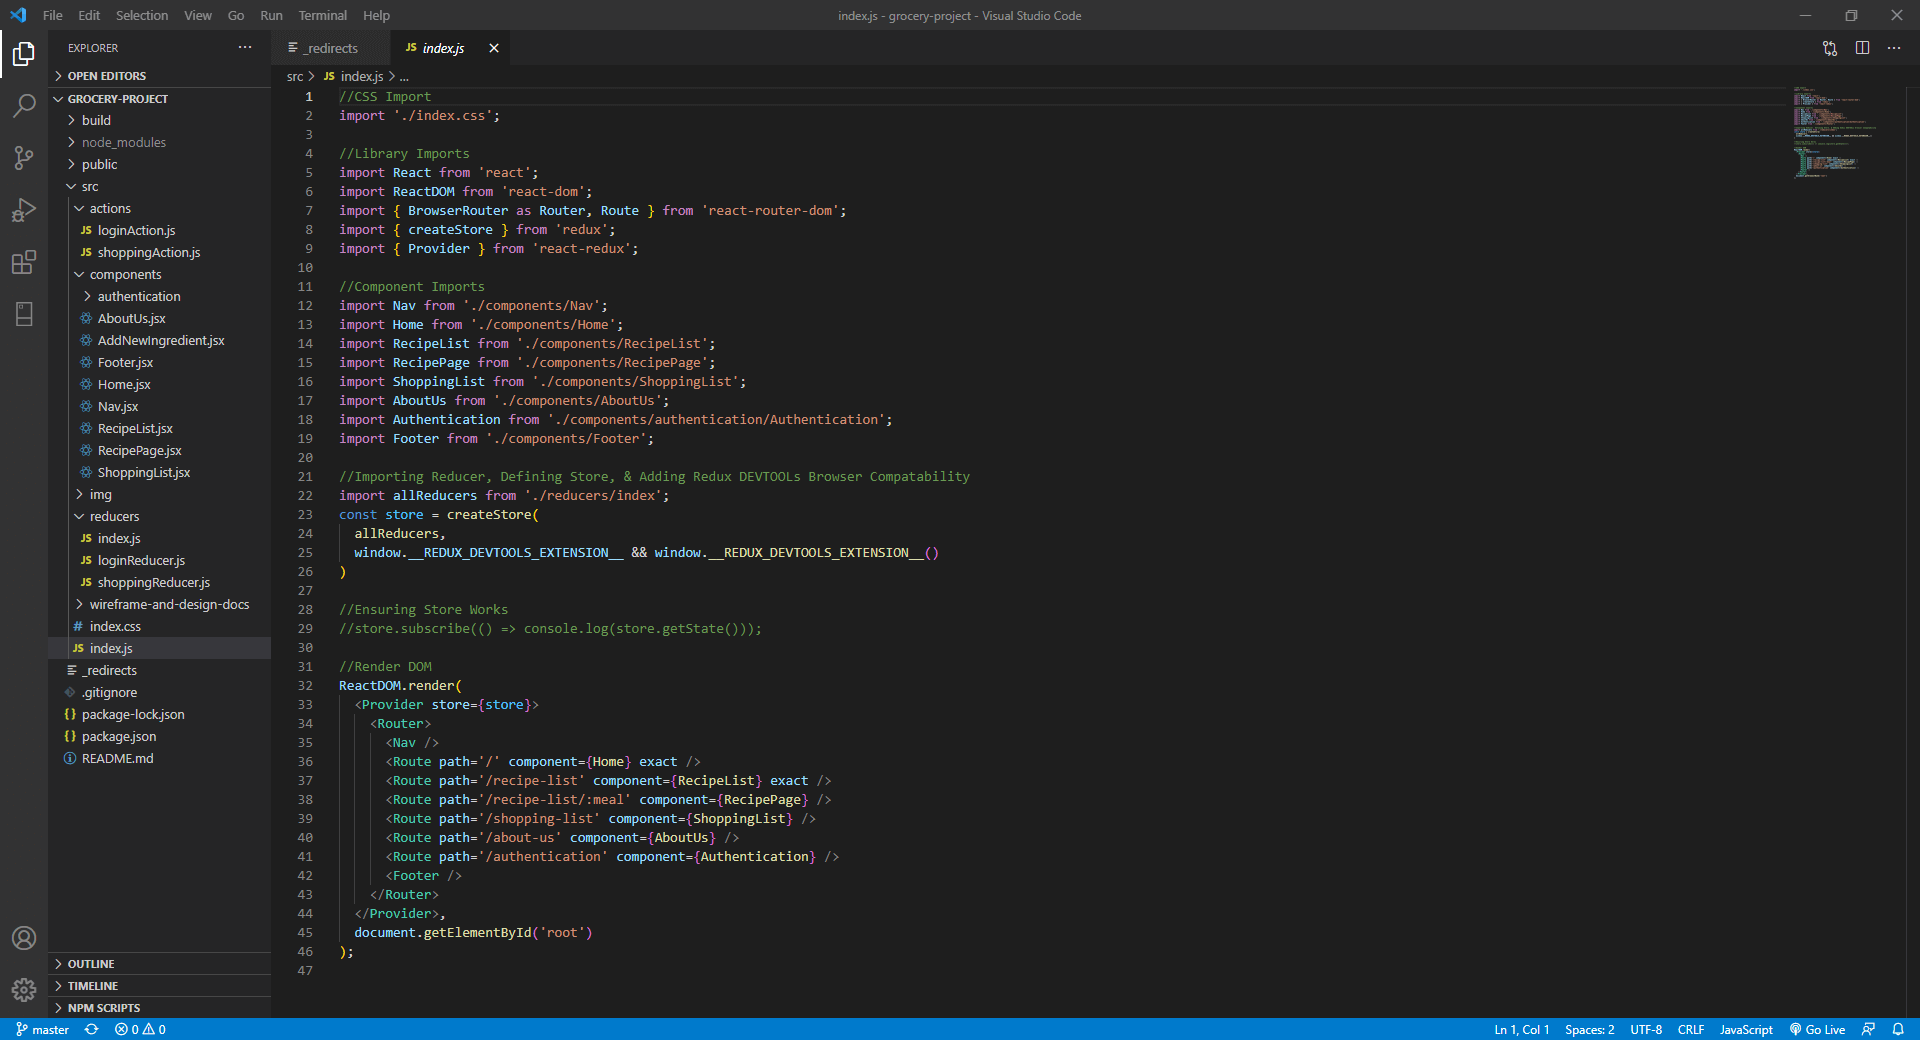 File Edit Selection View Go Run Terminal Help
index.js - grocery-project - Visual Studio Code
EXPLORER
OPEN EDITORS
GROCERY-PROJECT
build
node_modules
public
src
actions
JS loginAction.js
JS shoppingAction.js
components
authentication
AboutUs.jsx
AddNewIngredient.jsx
Footer.jsx
Home.jsx
Nav.jsx
RecipeList.jsx
RecipePage.jsx
ShoppingList.jsx
img
reducers
JS index.js
JS loginReducer.js
JS shoppingReducer.js
wireframe-and-design-docs
# index.css
JS index.js
_redirects
.gitignore
{} package-lock.json
{} package.json
README.md
OUTLINE
TIMELINE
NPM SCRIPTS
_redirects
JS index.js
src > JS index.js > ...
1 //CSS Import
2 import './index.css';
3
4 //Library Imports
5 import React from 'react';
6 import ReactDOM from 'react-dom';
7 import { BrowserRouter as Router, Route } from 'react-router-dom';
8 import { createStore } from 'redux';
9 import { Provider } from 'react-redux';
10
11 //Component Imports
12 import Nav from './components/Nav';
13 import Home from './components/Home';
14 import RecipeList from './components/RecipeList';
15 import RecipePage from './components/RecipePage';
16 import ShoppingList from './components/ShoppingList';
17 import AboutUs from './components/AboutUs';
18 import Authentication from './components/authentication/Authentication';
19 import Footer from './components/Footer';
20
21 //Importing Reducer, Defining Store, & Adding Redux DEVTOOLs Browser Compatability
22 import allReducers from './reducers/index';
23 const store = createStore(
24 allReducers,
25 window.__REDUX_DEVTOOLS_EXTENSION__ && window.__REDUX_DEVTOOLS_EXTENSION__()
26 )
27
28 //Ensuring Store Works
29 //store.subscribe(() => console.log(store.getState()));
30
31 //Render DOM
32 ReactDOM.render(
33 <Provider store={store}>
34 <Router>
35 <Nav />
36 <Route path='/' component={Home} exact />
37 <Route path='/recipe-list' component={RecipeList} exact />
38 <Route path='/recipe-list/:meal' component={RecipePage} />
39 <Route path='/shopping-list' component={ShoppingList} />
40 <Route path='/about-us' component={AboutUs} />
41 <Route path='/authentication' component={Authentication} />
42 <Footer />
43 </Router>
44 </Provider>,
45 document.getElementById('root')
46 );
47
master 0 0
Ln 1, Col 1 Spaces: 2 UTF-8 CRLF JavaScript Go Live